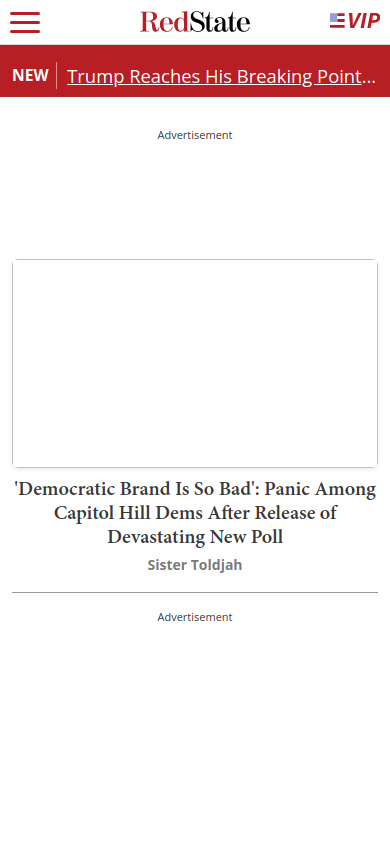 RedState
VIP
NEW
Trump Reaches His Breaking Point...
Advertisement
'Democratic Brand Is So Bad': Panic Among
Capitol Hill Dems After Release of
Devastating New Poll
Sister Toldjah
Advertisement